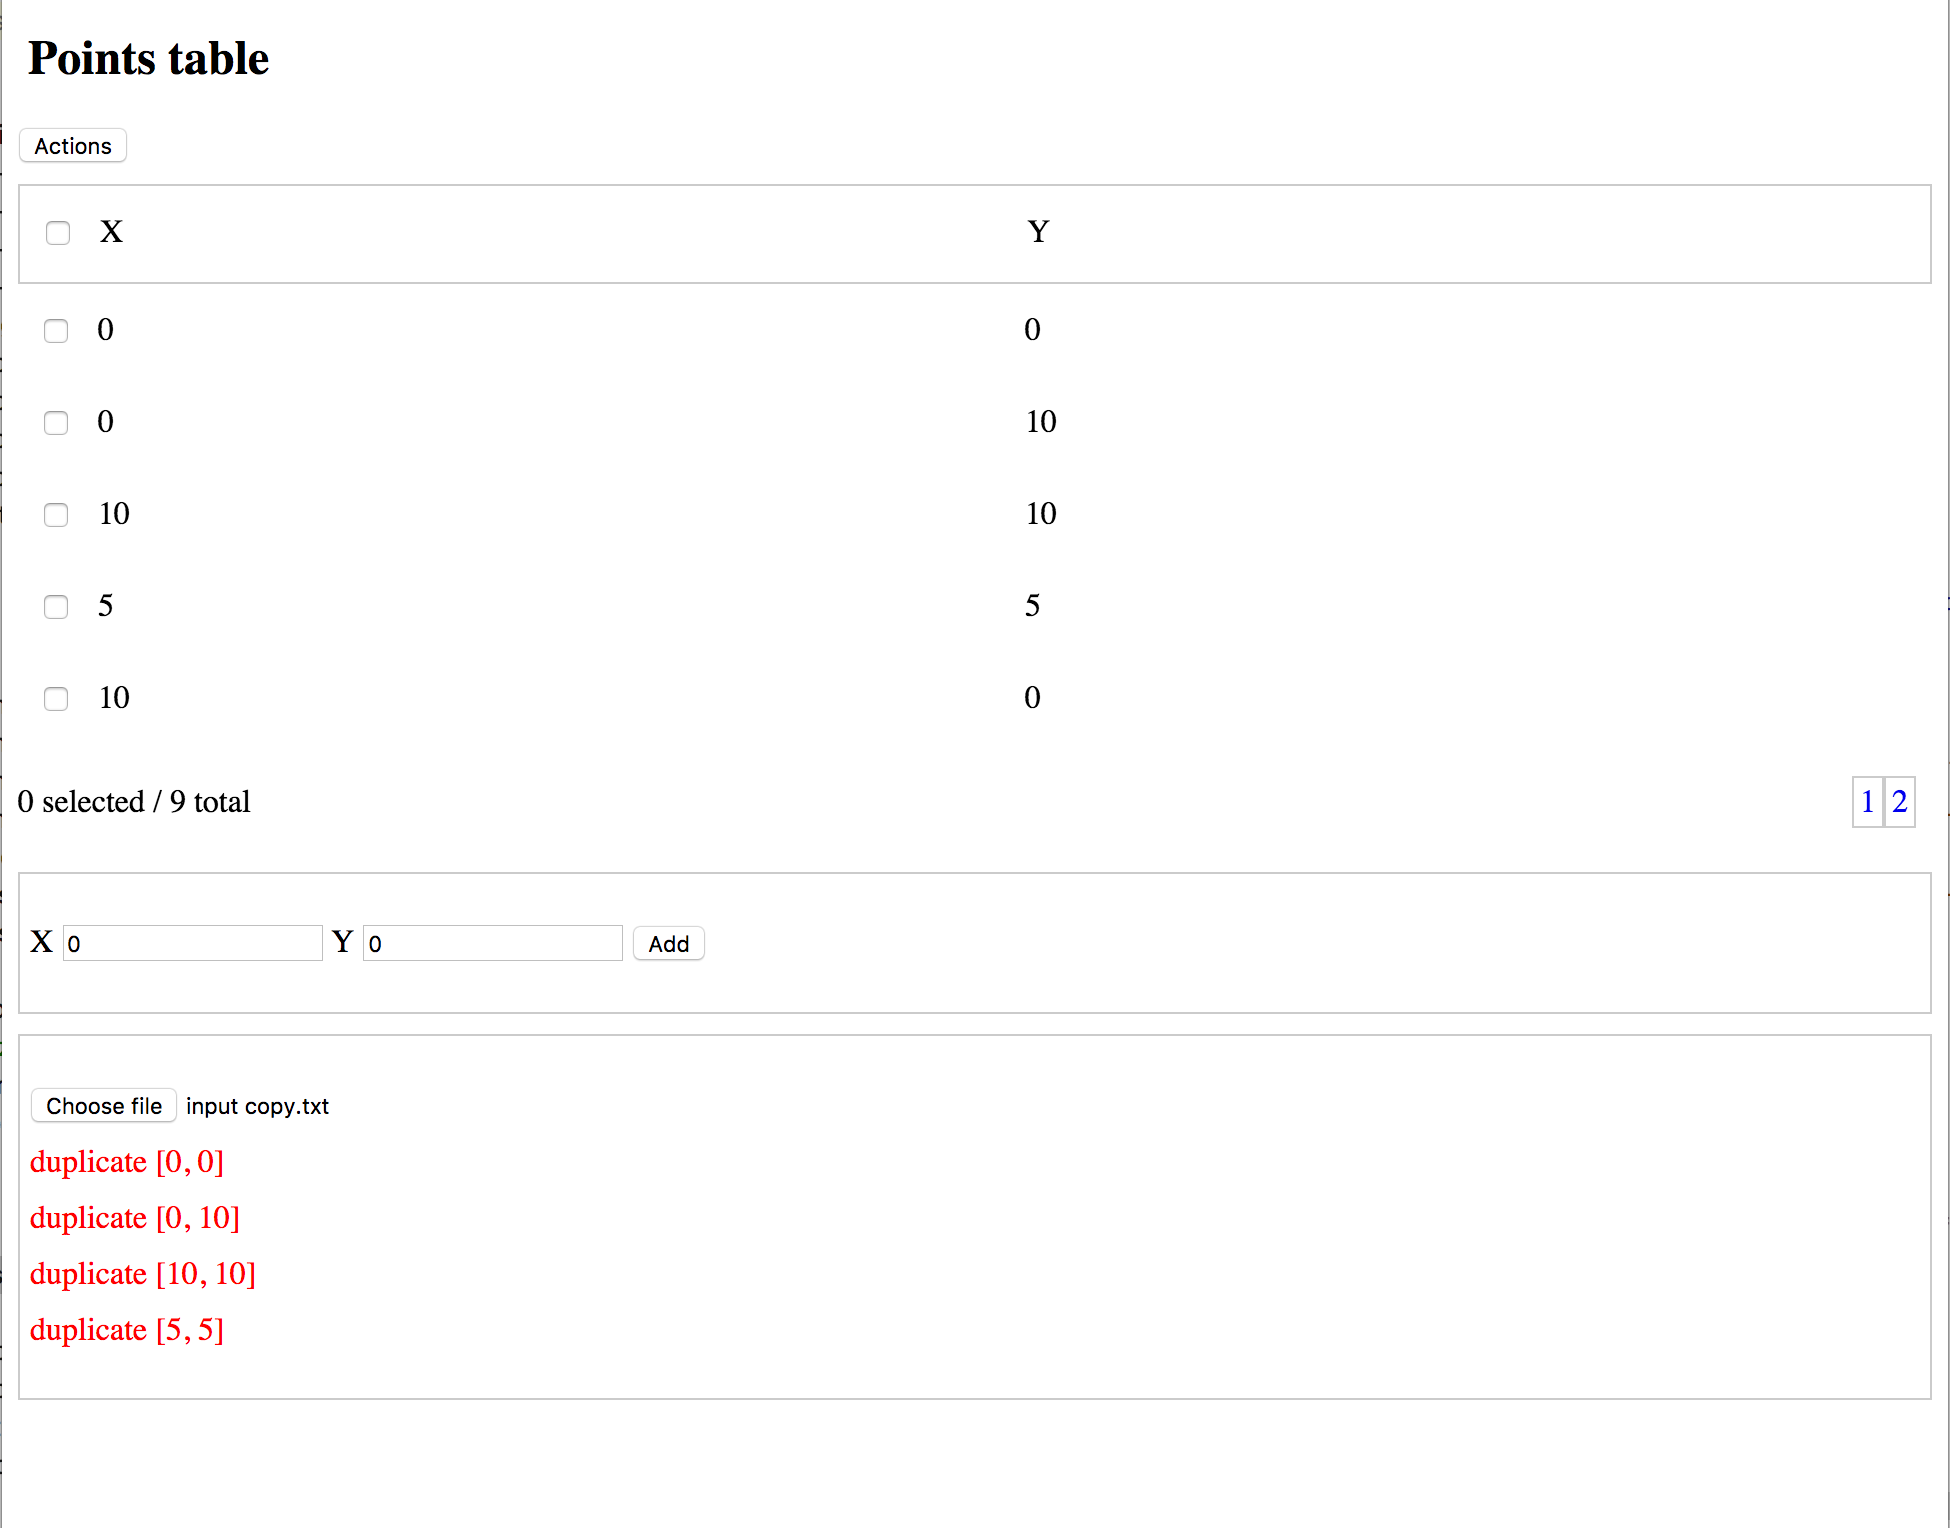 Points table
Actions
X Y
0 0
0 10
10 10
5 5
10 0
0 selected / 9 total 1 2
X 0 Y 0 Add
Choose file input copy.txt
duplicate [0, 0]
duplicate [0, 10]
duplicate [10, 10]
duplicate [5, 5]